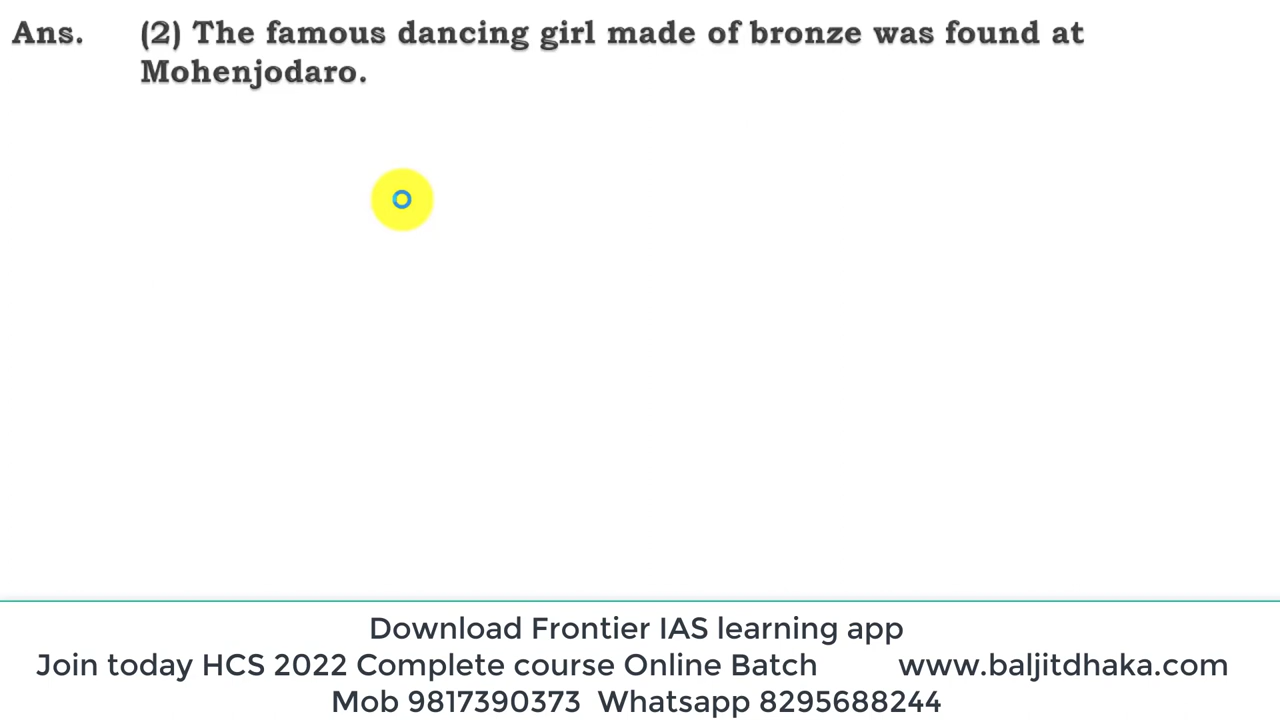 Ans. (2) The famous dancing girl made of bronze was found at
Mohenjodaro.
Download Frontier IAS learning app
Join today HCS 2022 Complete course Online Batch www.baljitdhaka.com
Mob 9817390373 Whatsapp 8295688244